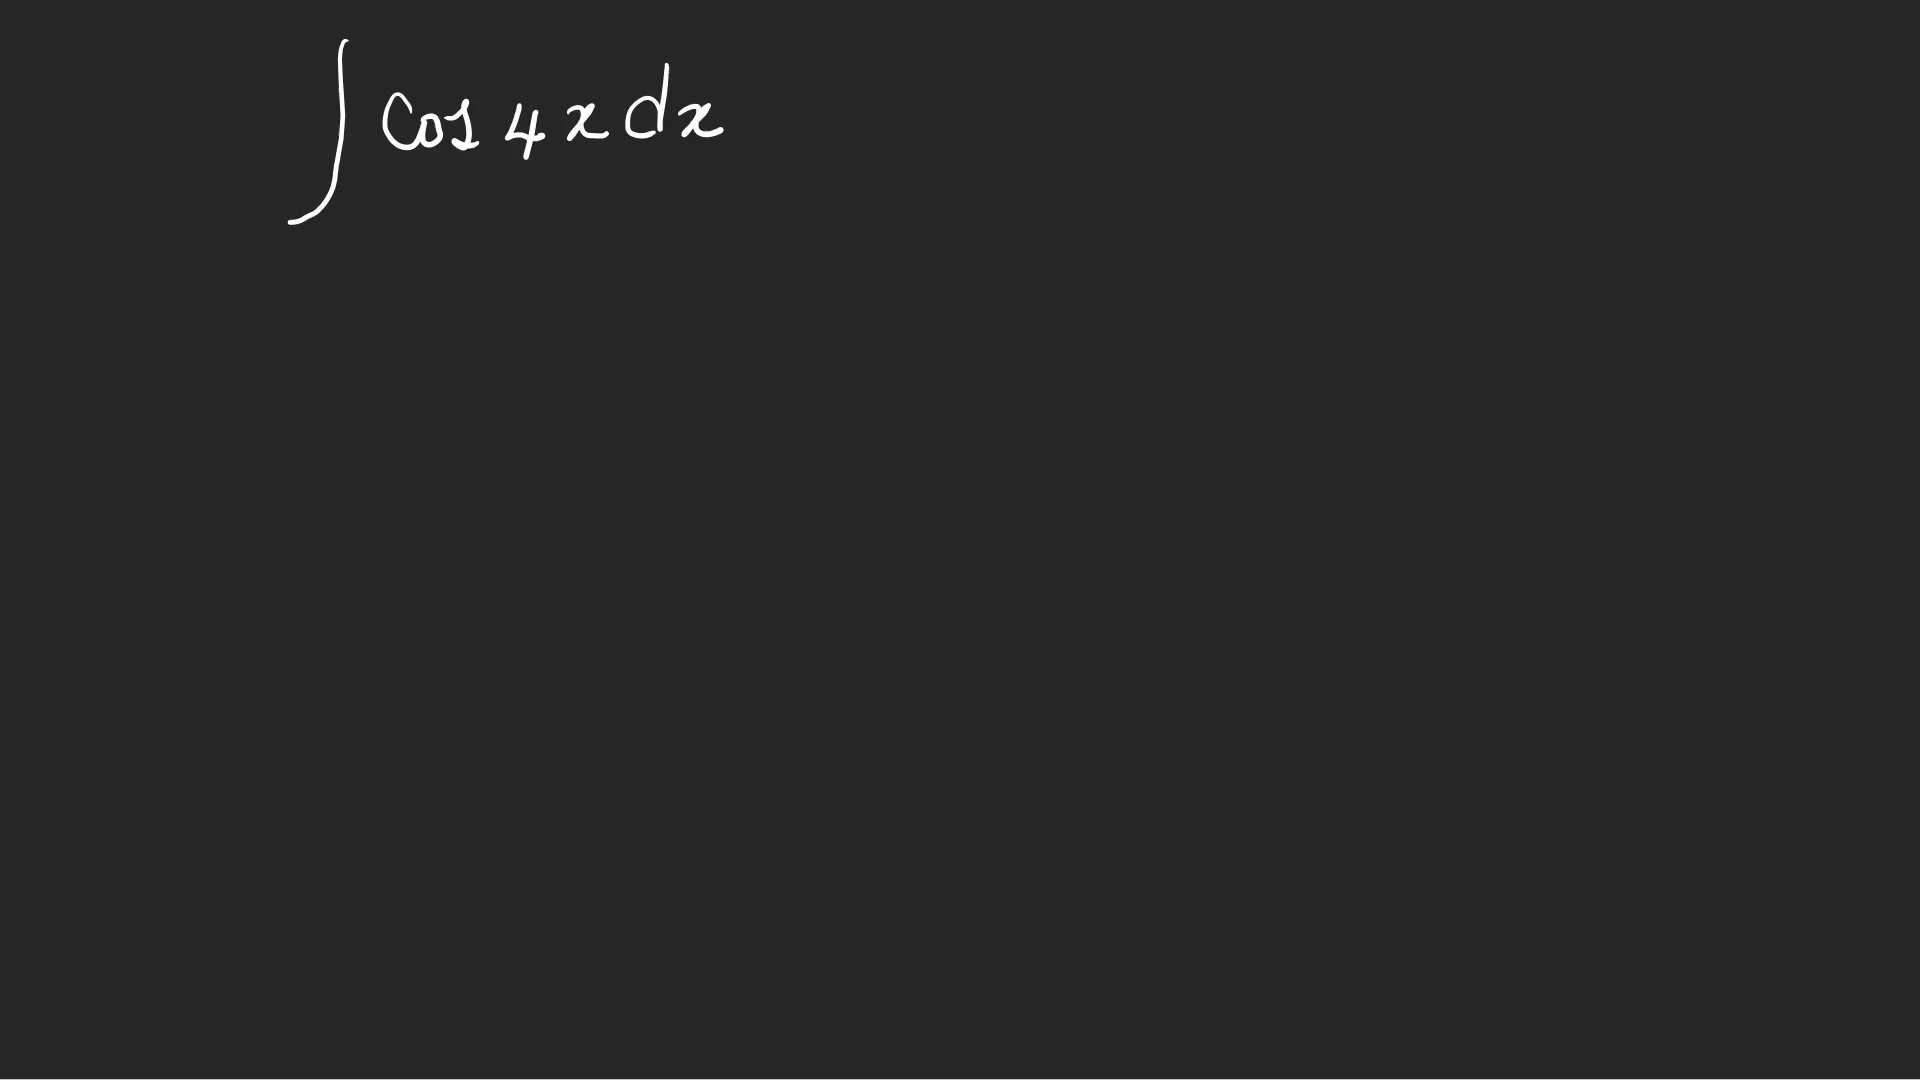 ∫ cos 4x dx